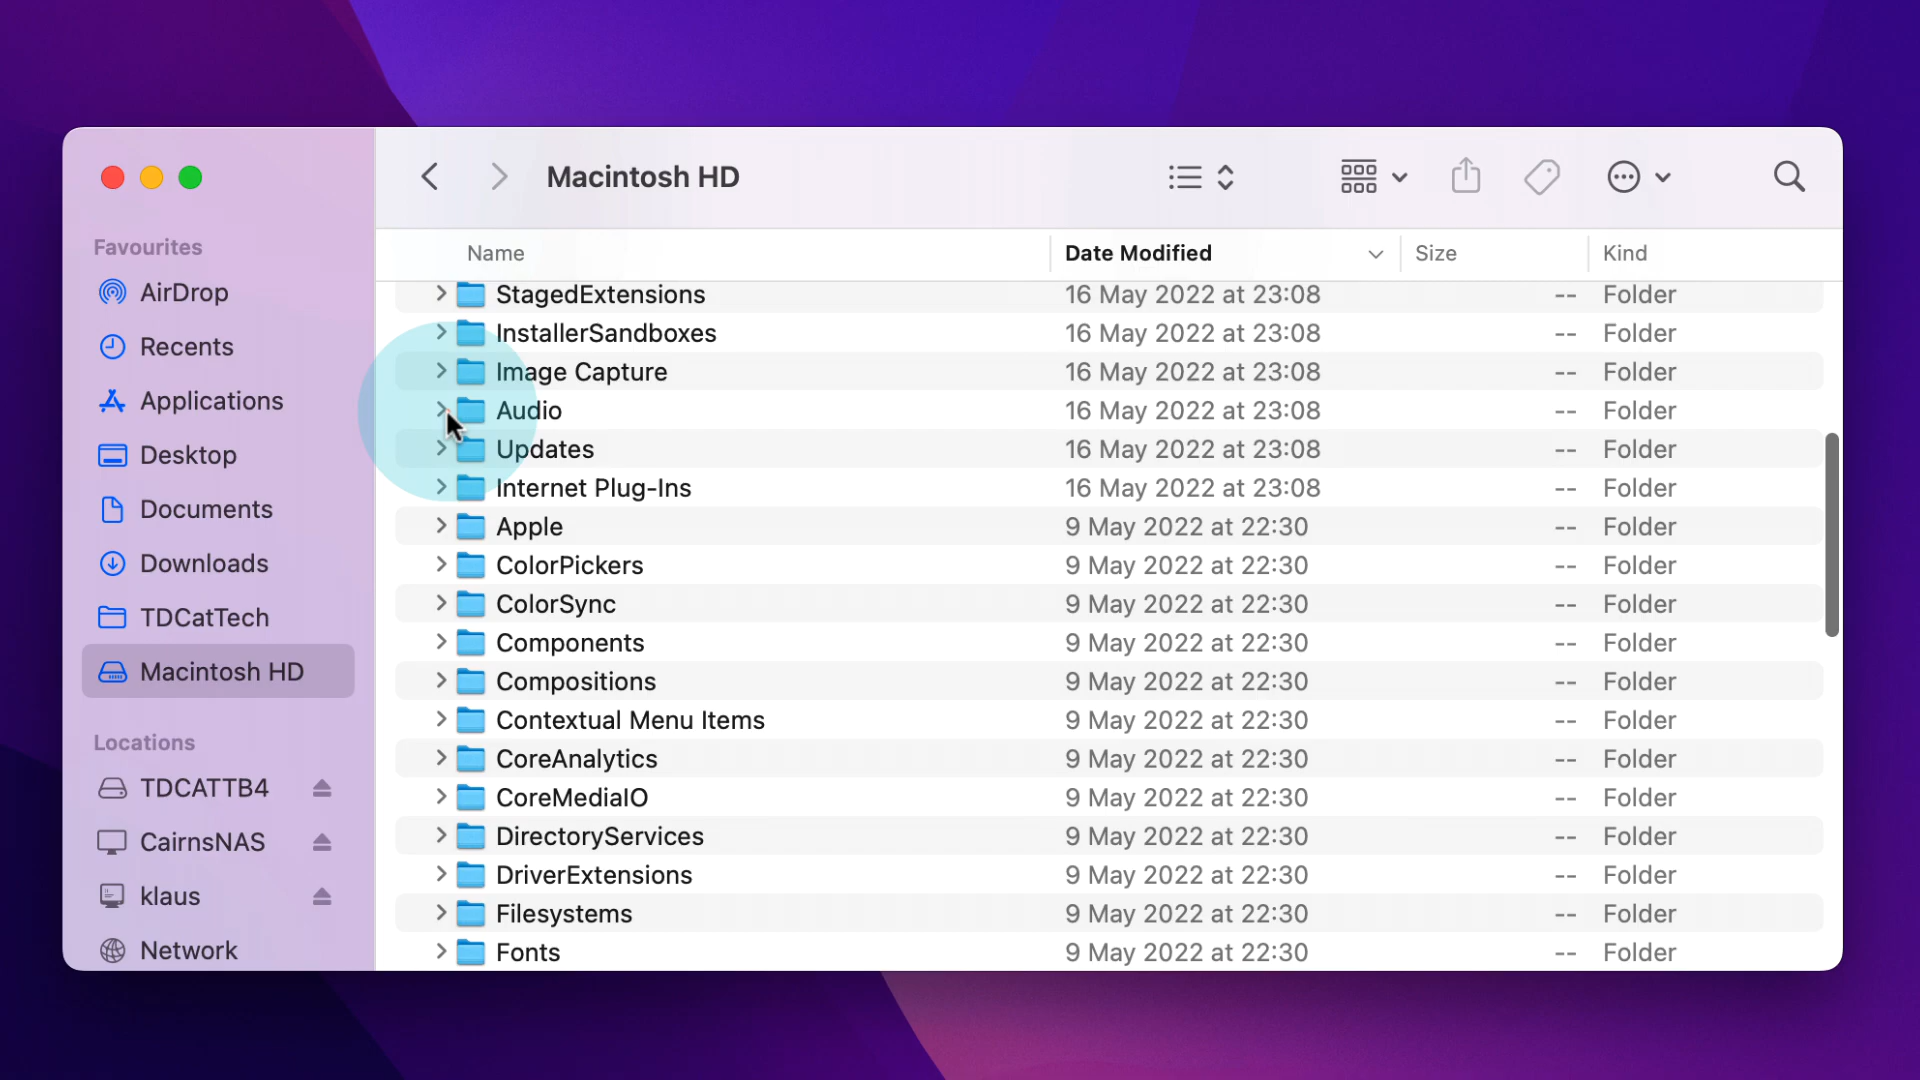 Macintosh HD
Favourites
AirDrop
Recents
Applications
Desktop
Documents
Downloads
TDCatTech
Macintosh HD
Locations
TDCATTB4
CairnsNAS
klaus
Network
Name Date Modified Size Kind
StagedExtensions 16 May 2022 at 23:08 -- Folder
InstallerSandboxes 16 May 2022 at 23:08 -- Folder
Image Capture 16 May 2022 at 23:08 -- Folder
Audio 16 May 2022 at 23:08 -- Folder
Updates 16 May 2022 at 23:08 -- Folder
Internet Plug-Ins 16 May 2022 at 23:08 -- Folder
Apple 9 May 2022 at 22:30 -- Folder
ColorPickers 9 May 2022 at 22:30 -- Folder
ColorSync 9 May 2022 at 22:30 -- Folder
Components 9 May 2022 at 22:30 -- Folder
Compositions 9 May 2022 at 22:30 -- Folder
Contextual Menu Items 9 May 2022 at 22:30 -- Folder
CoreAnalytics 9 May 2022 at 22:30 -- Folder
CoreMediaIO 9 May 2022 at 22:30 -- Folder
DirectoryServices 9 May 2022 at 22:30 -- Folder
DriverExtensions 9 May 2022 at 22:30 -- Folder
Filesystems 9 May 2022 at 22:30 -- Folder
Fonts 9 May 2022 at 22:30 -- Folder